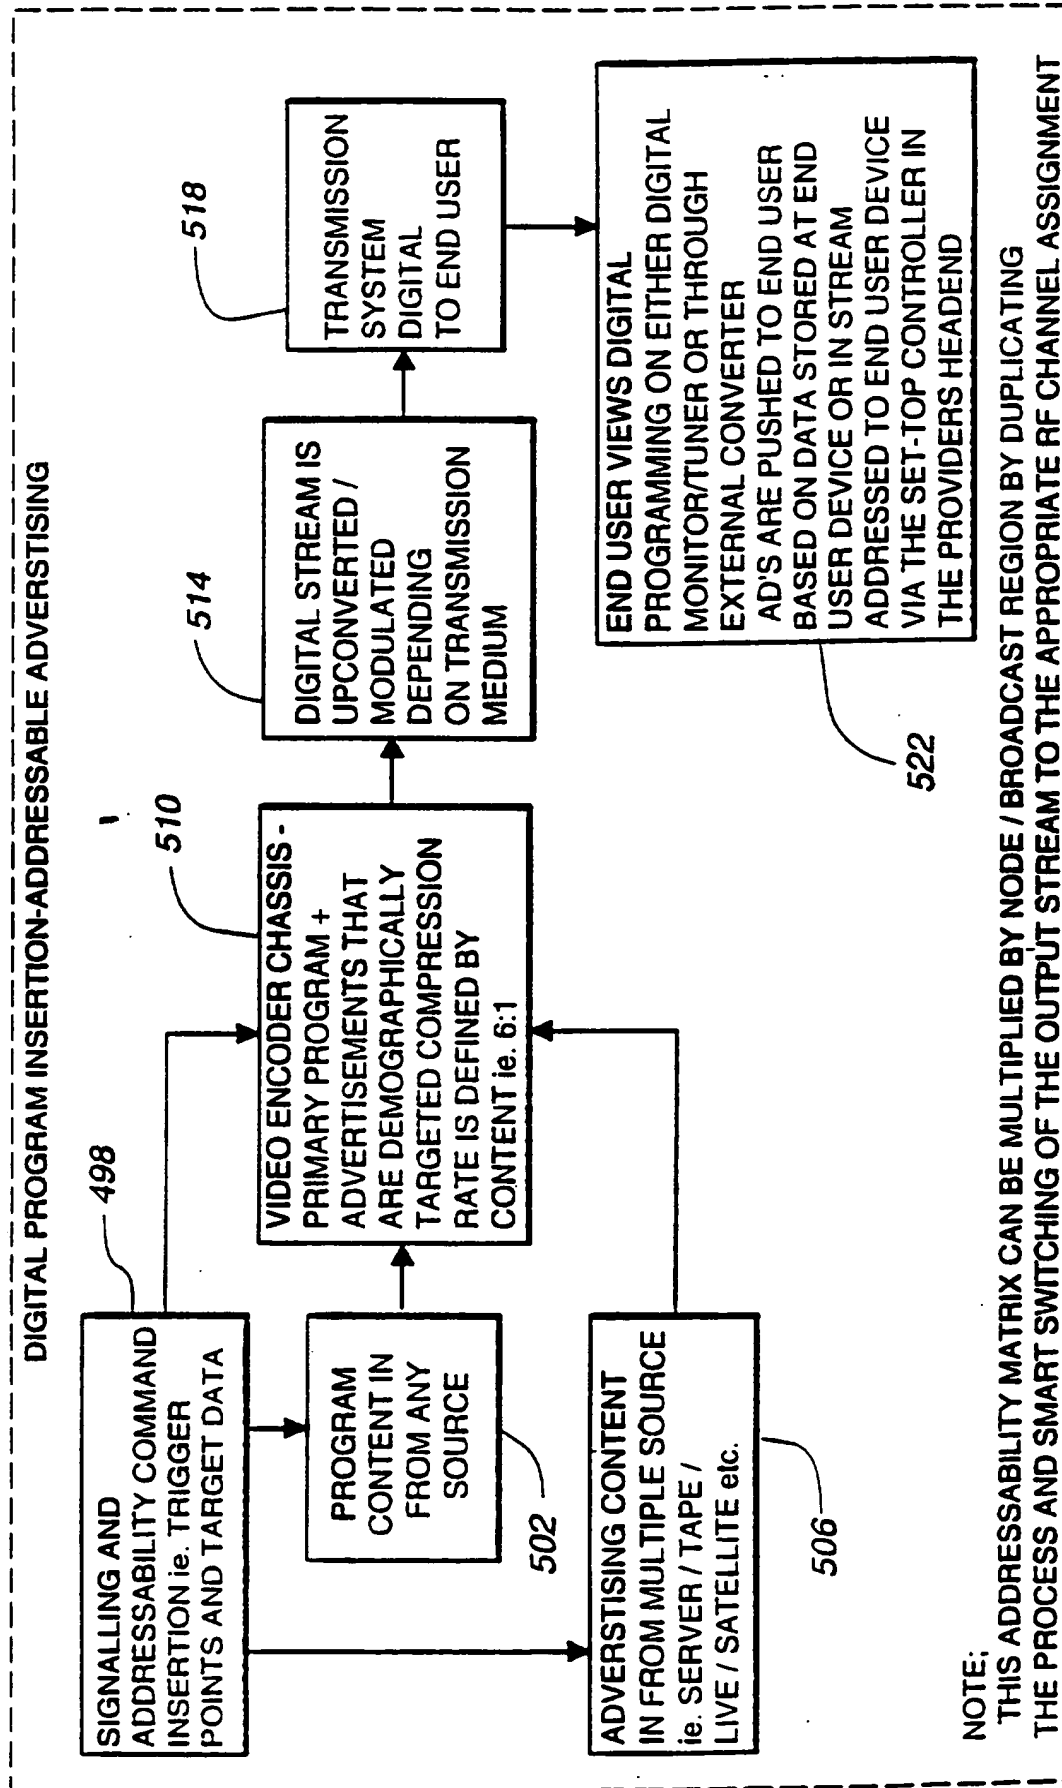 DIGITAL PROGRAM INSERTION-ADDRESSABLE ADVERSTISING
498
SIGNALLING AND
ADDRESSABILITY COMMAND
INSERTION ie. TRIGGER
POINTS AND TARGET DATA
PROGRAM
CONTENT IN
FROM ANY
SOURCE
502
ADVERSTISING CONTENT
IN FROM MULTIPLE SOURCE
ie. SERVER / TAPE /
LIVE / SATELLITE etc.
506
510
VIDEO ENCODER CHASSIS -
PRIMARY PROGRAM +
ADVERTISEMENTS THAT
ARE DEMOGRAPHICALLY
TARGETED COMPRESSION
RATE IS DEFINED BY
CONTENT ie. 6:1
514
DIGITAL STREAM IS
UPCONVERTED /
MODULATED
DEPENDING
ON TRANSMISSION
MEDIUM
518
TRANSMISSION
SYSTEM
DIGITAL
TO END USER
END USER VIEWS DIGITAL
PROGRAMMING ON EITHER DIGITAL
MONITOR/TUNER OR THROUGH
EXTERNAL CONVERTER
AD'S ARE PUSHED TO END USER
BASED ON DATA STORED AT END
USER DEVICE OR IN STREAM
ADDRESSED TO END USER DEVICE
VIA THE SET-TOP CONTROLLER IN
THE PROVIDERS HEADEND
522
NOTE;
THIS ADDRESSABILITY MATRIX CAN BE MULTIPLIED BY NODE / BROADCAST REGION BY DUPLICATING
THE PROCESS AND SMART SWITCHING OF THE OUTPUT STREAM TO THE APPROPRIATE RF CHANNEL ASSIGNMENT